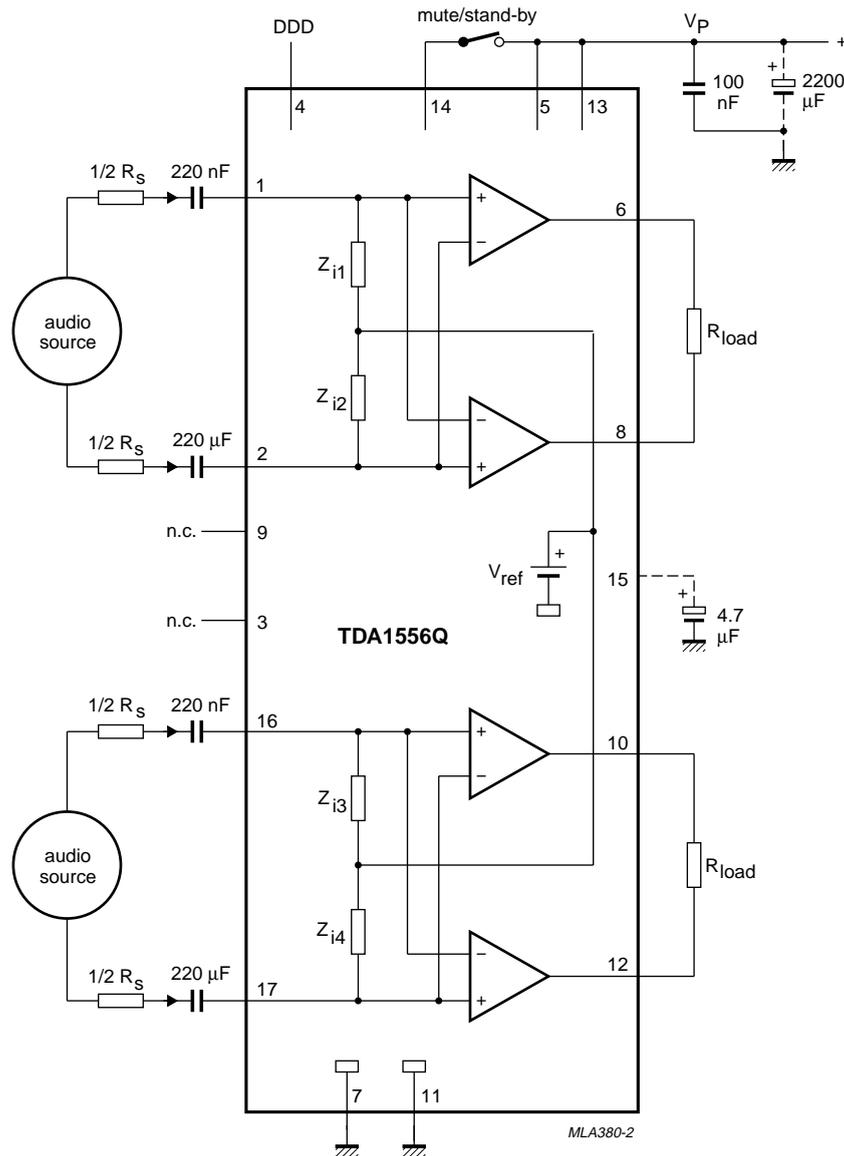 mute/stand-by
DDD
V_P
+
4
14
5
13
100 nF
+
2200 μF
1/2 R_s
220 nF
1
+
−
6
Z_i1
audio source
R_load
Z_i2
1/2 R_s
220 μF
2
−
+
8
n.c.
9
V_ref
+
15
+
4.7 μF
n.c.
3
TDA1556Q
1/2 R_s
220 nF
16
+
−
10
Z_i3
audio source
R_load
Z_i4
1/2 R_s
220 μF
17
−
+
12
7
11
MLA380-2